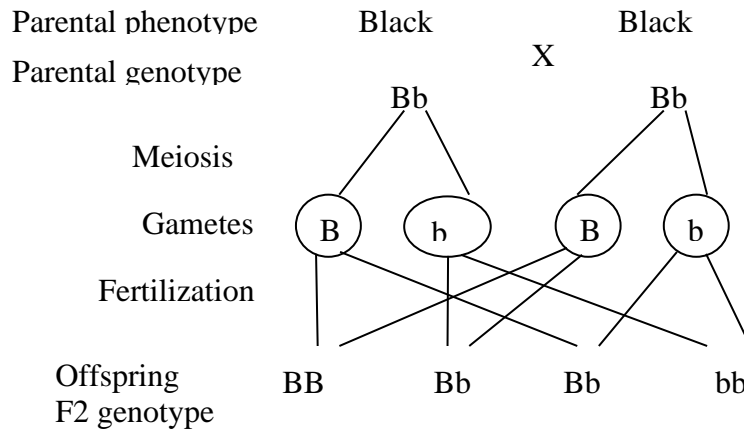 Parental phenotype Black Black
X
Parental genotype
Bb Bb
Meiosis
Gametes B b B b
Fertilization
Offspring BB Bb Bb bb
F2 genotype